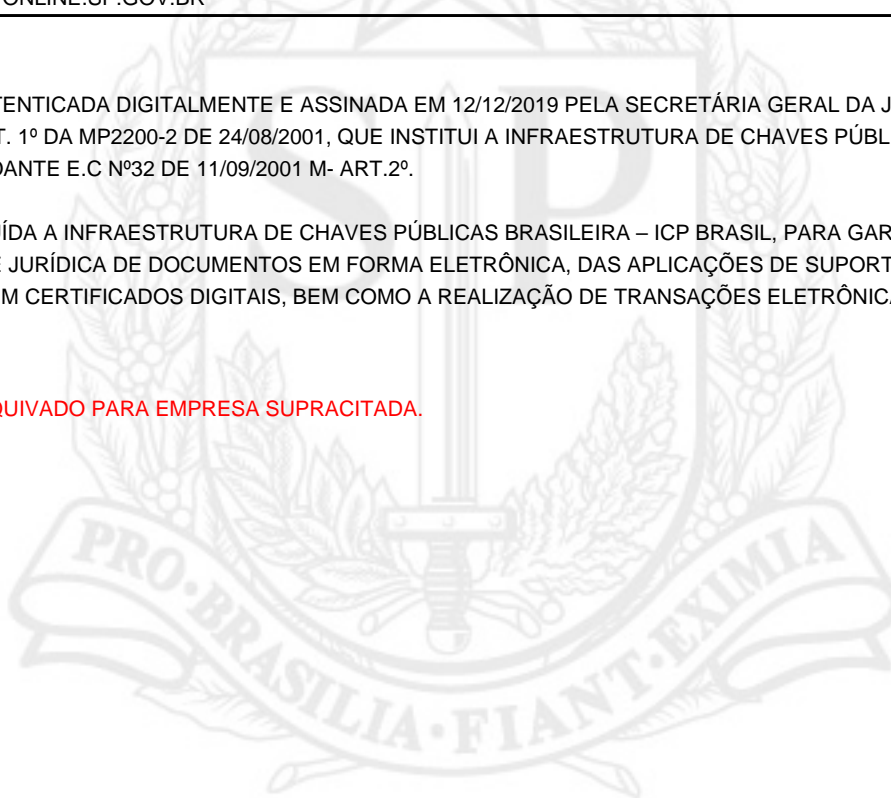 ONLINE.SP.GOV.BR
TENTICADA DIGITALMENTE E ASSINADA EM 12/12/2019 PELA SECRETÁRIA GERAL DA J
T. 1º DA MP2200-2 DE 24/08/2001, QUE INSTITUI A INFRAESTRUTURA DE CHAVES PÚBL
DANTE E.C Nº32 DE 11/09/2001 M- ART.2º.
ÍDA A INFRAESTRUTURA DE CHAVES PÚBLICAS BRASILEIRA – ICP BRASIL, PARA GAR
E JURÍDICA DE DOCUMENTOS EM FORMA ELETRÔNICA, DAS APLICAÇÕES DE SUPORT
M CERTIFICADOS DIGITAIS, BEM COMO A REALIZAÇÃO DE TRANSAÇÕES ELETRÔNICA
QUIVADO PARA EMPRESA SUPRACITADA.
SP
PRO·BRASILIA·FIANT·EXIMIA